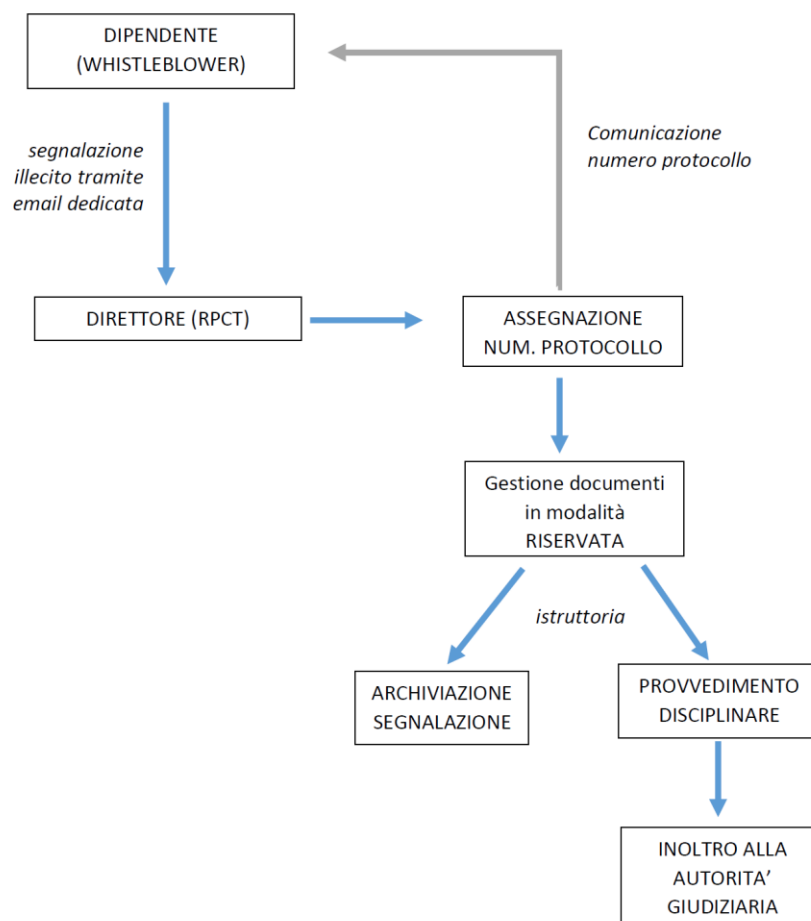 DIPENDENTE
(WHISTLEBLOWER)
segnalazione
illecito tramite
email dedicata
Comunicazione
numero protocollo
DIRETTORE (RPCT)
ASSEGNAZIONE
NUM. PROTOCOLLO
Gestione documenti
in modalità
RISERVATA
istruttoria
ARCHIVIAZIONE
SEGNALAZIONE
PROVVEDIMENTO
DISCIPLINARE
INOLTRO ALLA
AUTORITA’
GIUDIZIARIA